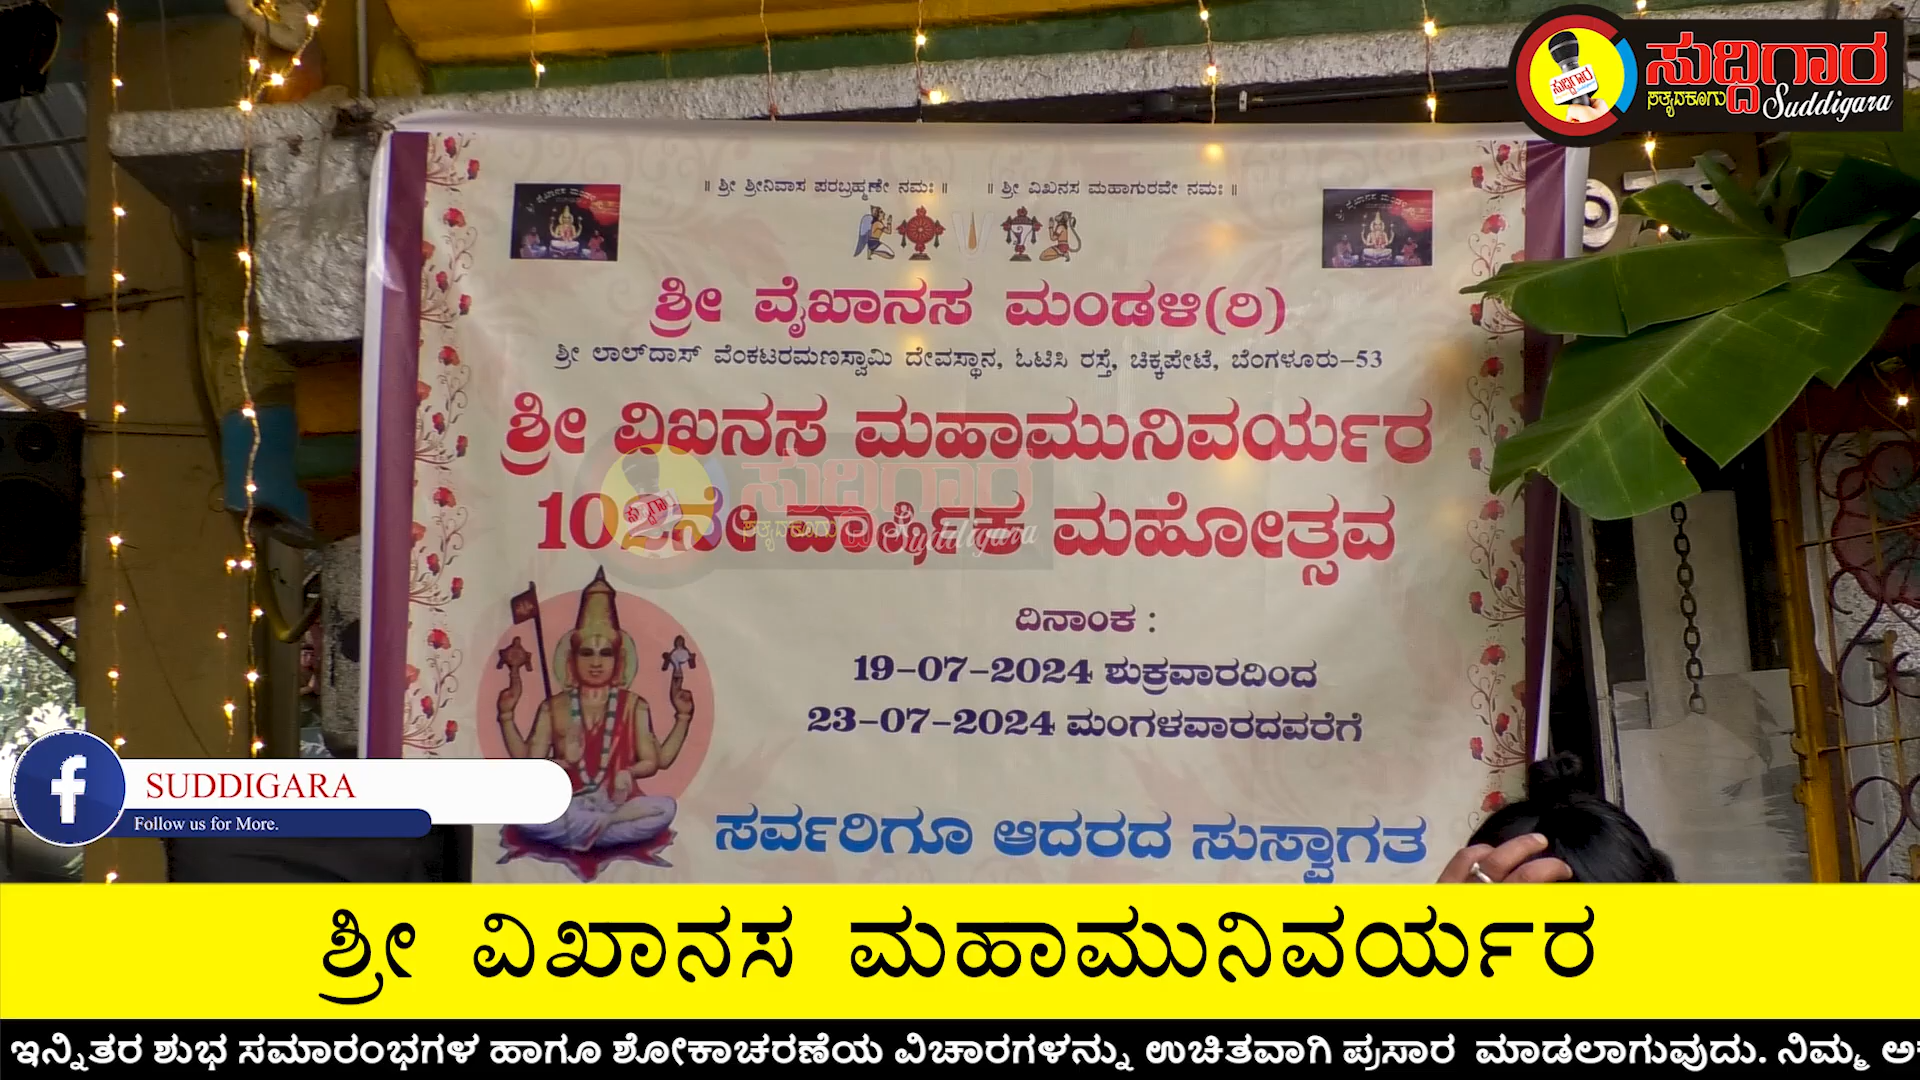 ಸುದ್ದಿಗಾರ
ಸತ್ಯದಕೂಗು
Suddigara
॥ ಶ್ರೀ ಶ್ರೀನಿವಾಸ ಪರಬ್ರಹ್ಮಣೇ ನಮಃ ॥ ॥ ಶ್ರೀ ವಿಖನಸ ಮಹಾಗುರವೇ ನಮಃ ॥
ಶ್ರೀ ವೈಖಾನಸ ಮಂಡಳಿ(ರಿ)
ಶ್ರೀ ಲಾಲ್‌ದಾಸ್ ವೆಂಕಟರಮಣಸ್ವಾಮಿ ದೇವಸ್ಥಾನ, ಓಟಿಸಿ ರಸ್ತೆ, ಚಿಕ್ಕಪೇಟೆ, ಬೆಂಗಳೂರು-53
ಶ್ರೀ ವಿಖನಸ ಮಹಾಮುನಿವರ್ಯರ
102ನೇ ವಾರ್ಷಿಕ ಮಹೋತ್ಸವ
ದಿನಾಂಕ :
19-07-2024 ಶುಕ್ರವಾರದಿಂದ
23-07-2024 ಮಂಗಳವಾರದವರೆಗೆ
ಸರ್ವರಿಗೂ ಆದರದ ಸುಸ್ವಾಗತ
SUDDIGARA
Follow us for More.
ಶ್ರೀ ವಿಖಾನಸ ಮಹಾಮುನಿವರ್ಯರ
ಇನ್ನಿತರ ಶುಭ ಸಮಾರಂಭಗಳ ಹಾಗೂ ಶೋಕಾಚರಣೆಯ ವಿಚಾರಗಳನ್ನು ಉಚಿತವಾಗಿ ಪ್ರಸಾರ ಮಾಡಲಾಗುವುದು. ನಿಮ್ಮ